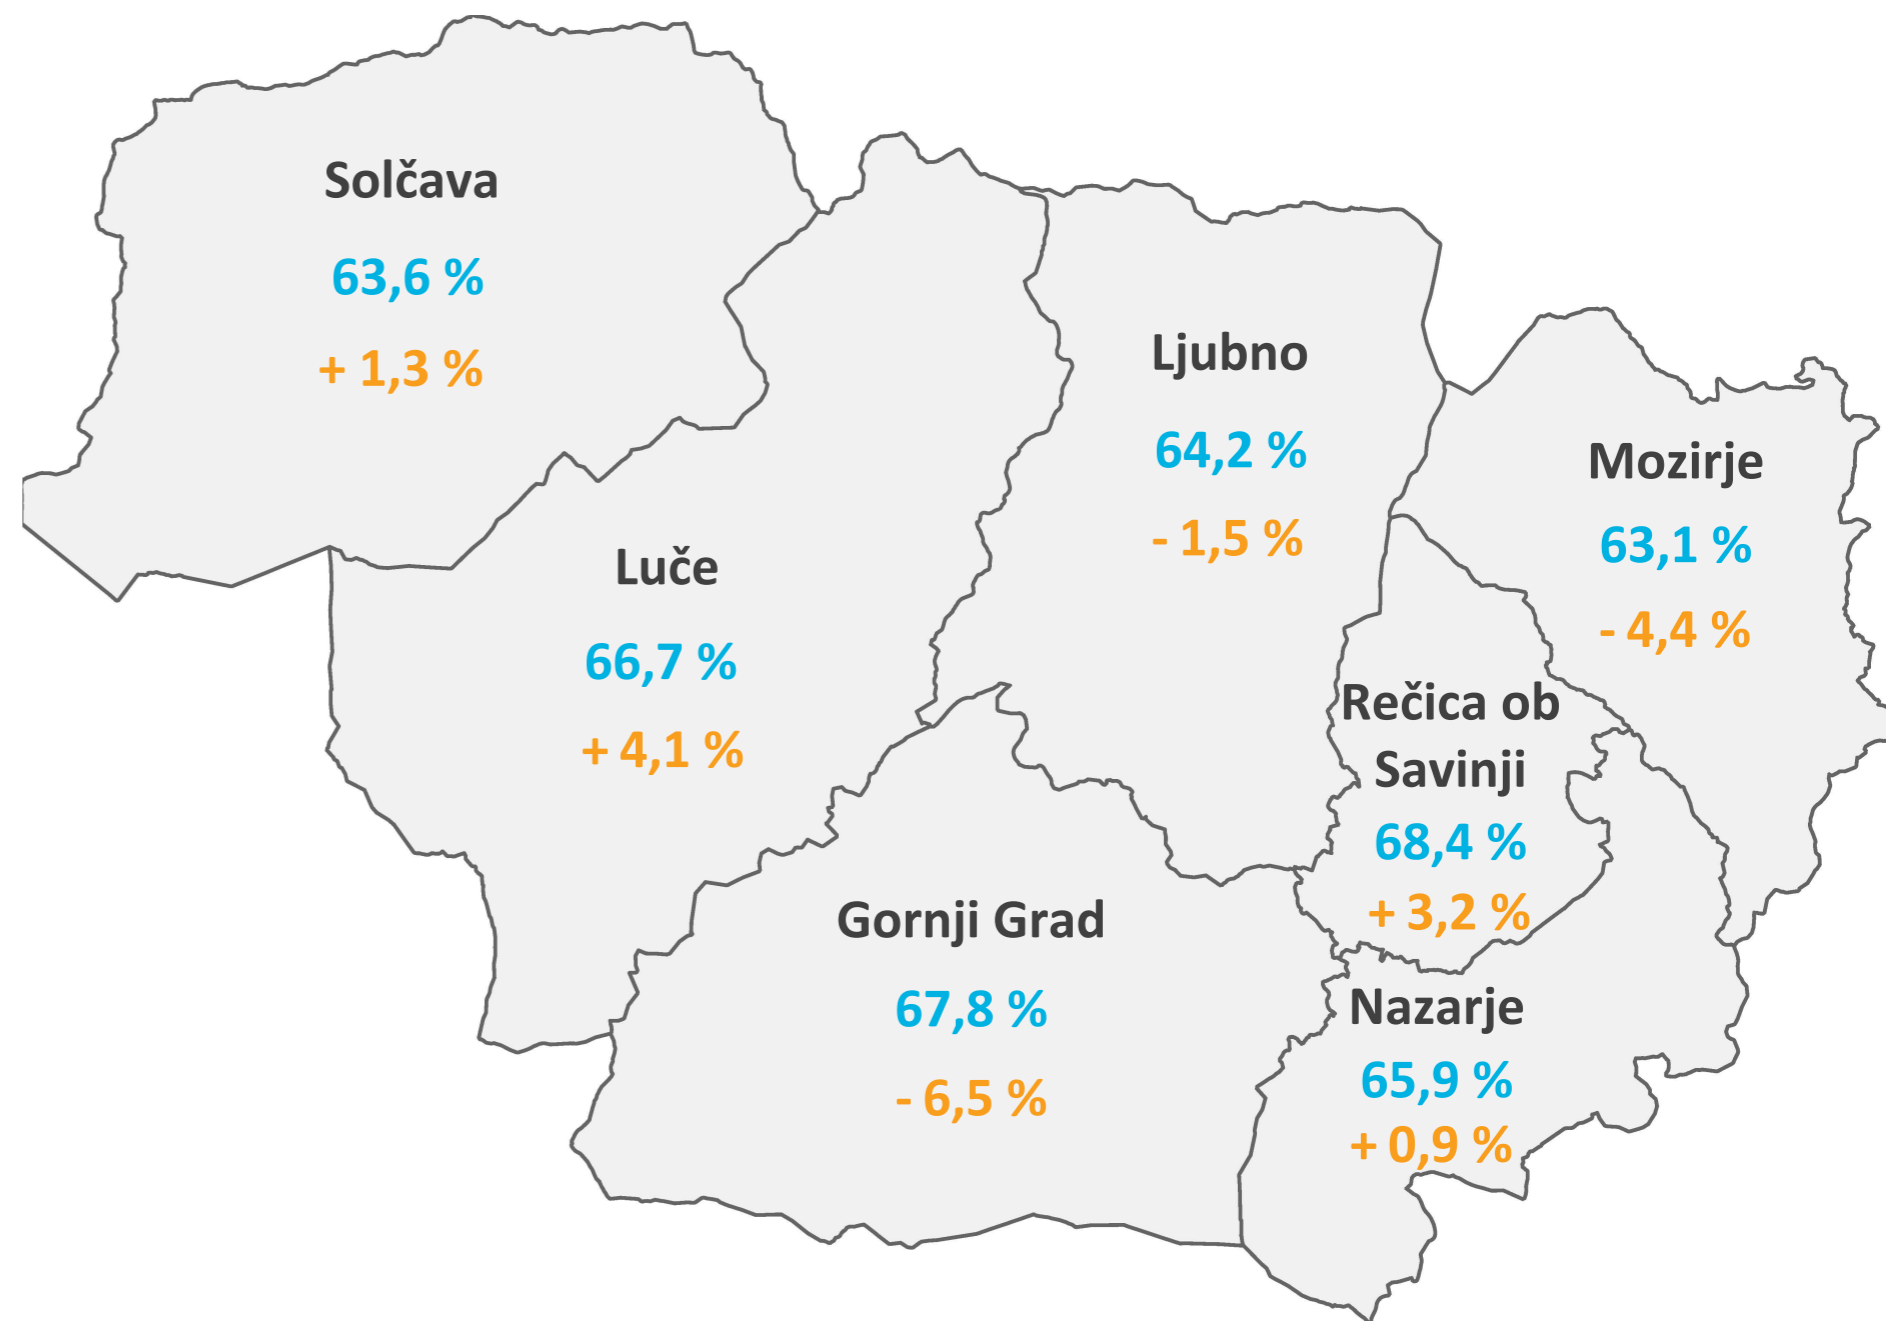 Solčava
63,6 %
+ 1,3 %
Ljubno
64,2 %
- 1,5 %
Mozirje
63,1 %
- 4,4 %
Luče
66,7 %
+ 4,1 %
Rečica ob
Savinji
68,4 %
+ 3,2 %
Gornji Grad
67,8 %
- 6,5 %
Nazarje
65,9 %
+ 0,9 %